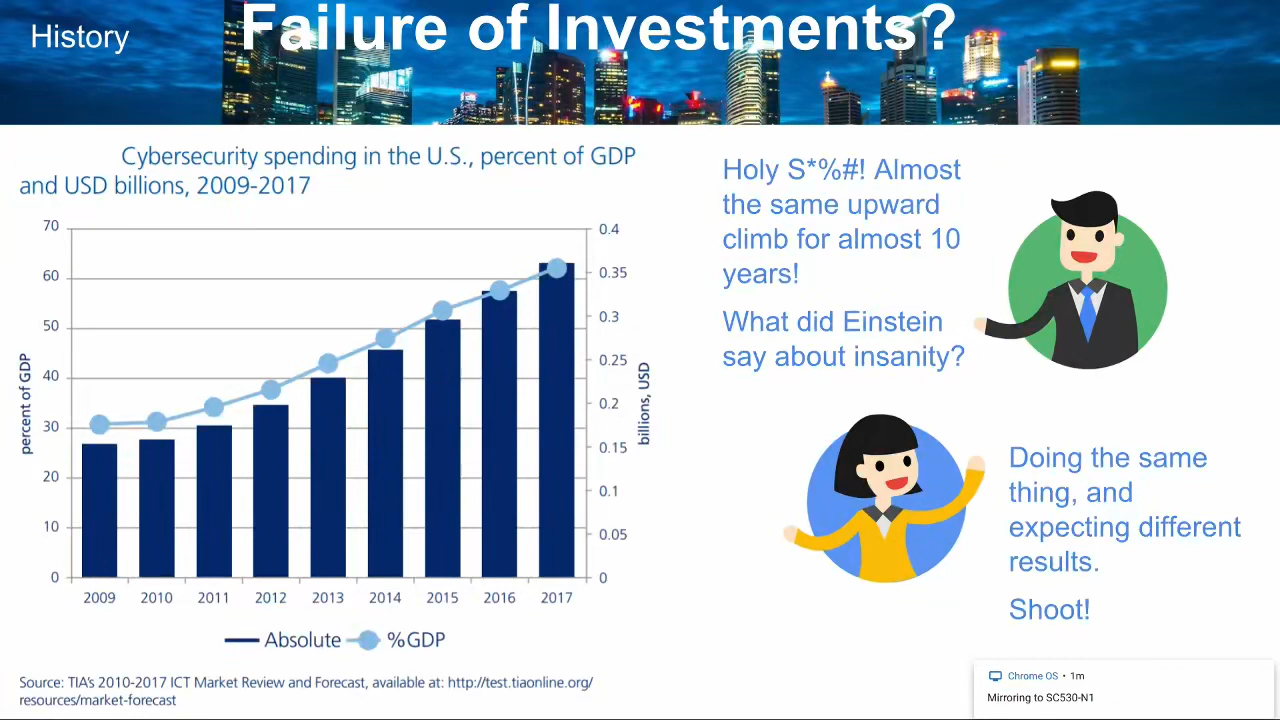 History
Failure of Investments?
Cybersecurity spending in the U.S., percent of GDP
and USD billions, 2009-2017
70
60
50
40
30
20
10
0
percent of GDP
0.4
0.35
0.3
0.25
0.2
0.15
0.1
0.05
0
billions, USD
2009 2010 2011 2012 2013 2014 2015 2016 2017
Absolute %GDP
Source: TIA's 2010-2017 ICT Market Review and Forecast, available at: http://test.tiaonline.org/
resources/market-forecast
Holy S*%#! Almost
the same upward
climb for almost 10
years!
What did Einstein
say about insanity?
Doing the same
thing, and
expecting different
results.
Shoot!
Chrome OS • 1m
Mirroring to SC530-N1